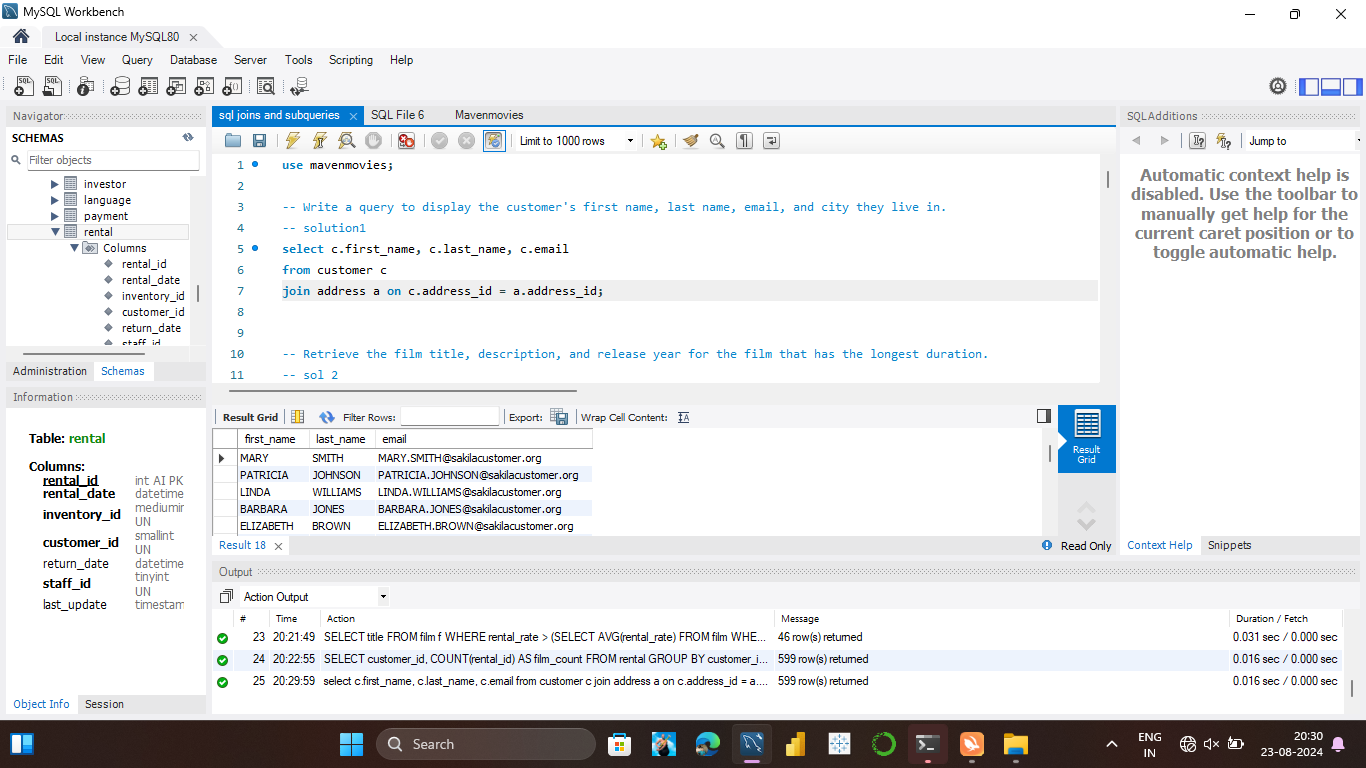 MySQL Workbench
Local instance MySQL80
File Edit View Query Database Server Tools Scripting Help
Navigator
SCHEMAS
Filter objects
investor
language
payment
rental
Columns
rental_id
rental_date
inventory_id
customer_id
return_date
staff_id
Administration Schemas
Information
Table: rental
Columns:
rental_id int AI PK
rental_date datetime
inventory_id mediumin
UN
customer_id smallint
UN
return_date datetime
staff_id tinyint
UN
last_update timestam
Object Info Session
sql joins and subqueries SQL File 6 Mavenmovies
Limit to 1000 rows
1 use mavenmovies;
2
3 -- Write a query to display the customer's first name, last name, email, and city they live in.
4 -- solution1
5 select c.first_name, c.last_name, c.email
6 from customer c
7 join address a on c.address_id = a.address_id;
8
9
10 -- Retrieve the film title, description, and release year for the film that has the longest duration.
11 -- sol 2
Result Grid Filter Rows: Export: Wrap Cell Content:
first_name last_name email
MARY SMITH MARY.SMITH@sakilacustomer.org
PATRICIA JOHNSON PATRICIA.JOHNSON@sakilacustomer.org
LINDA WILLIAMS LINDA.WILLIAMS@sakilacustomer.org
BARBARA JONES BARBARA.JONES@sakilacustomer.org
ELIZABETH BROWN ELIZABETH.BROWN@sakilacustomer.org
Result
Grid
Result 18
Read Only
SQLAdditions
Jump to
Automatic context help is
disabled. Use the toolbar to
manually get help for the
current caret position or to
toggle automatic help.
Context Help Snippets
Output
Action Output
# Time Action Message Duration / Fetch
23 20:21:49 SELECT title FROM film f WHERE rental_rate > (SELECT AVG(rental_rate) FROM film WHE... 46 row(s) returned 0.031 sec / 0.000 sec
24 20:22:55 SELECT customer_id, COUNT(rental_id) AS film_count FROM rental GROUP BY customer_i... 599 row(s) returned 0.016 sec / 0.000 sec
25 20:29:59 select c.first_name, c.last_name, c.email from customer c join address a on c.address_id = a.... 599 row(s) returned 0.016 sec / 0.000 sec
Search
ENG
IN
20:30
23-08-2024